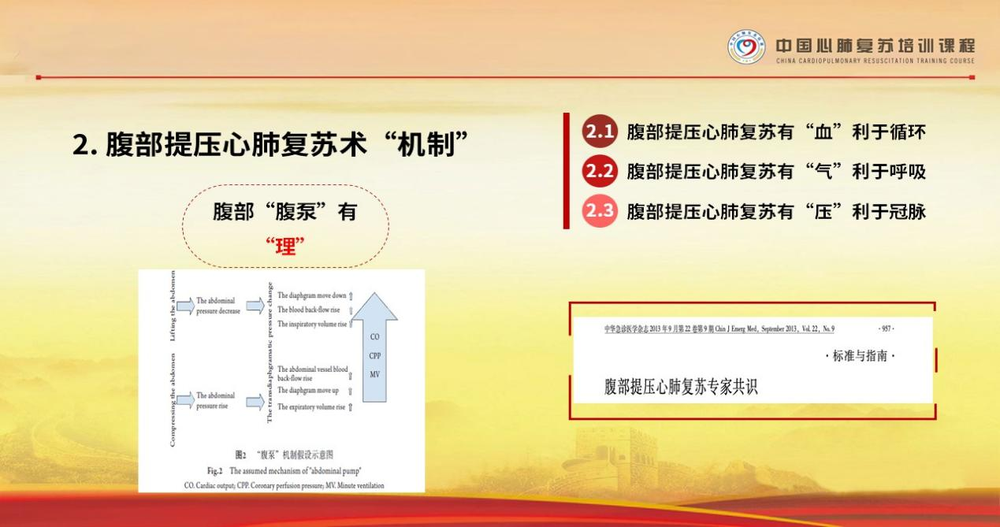 中国心肺复苏培训课程
CHINA CARDIOPULMONARY RESUSCITATION TRAINING COURSE
2. 腹部提压心肺复苏术“机制”
腹部“腹泵”有
“理”
Lifting the abdomen
The abdominal
pressure decrease
Compressing the abdomen
The abdominal
pressure rise
The transdiaphragmatic pressure change
The diaphgram move down ⇧
The blood back-flow rise ⇧
The inspiratory volume rise ⇧
The abdominal vessel blood
back-flow rise ⇧
The diaphgram move up ⇧
The expiratory volume rise ⇧
CO
CPP
MV
图2 “腹泵”机制假设示意图
Fig.2 The assumed mechanism of "abdominal pump"
CO. Cardiac output; CPP. Coronary perfusion pressure; MV. Minute ventilation
2.1 腹部提压心肺复苏有“血”利于循环
2.2 腹部提压心肺复苏有“气”利于呼吸
2.3 腹部提压心肺复苏有“压”利于冠脉
中华急诊医学杂志 2013 年 9 月第 22 卷第 9 期 Chin J Emerg Med, September 2013, Vol. 22, No. 9 · 957 ·
· 标准与指南 ·
腹部提压心肺复苏专家共识